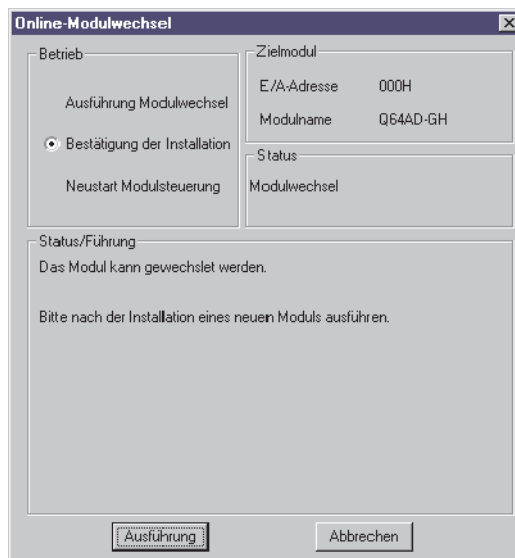 Online-Modulwechsel
Betrieb
Ausführung Modulwechsel
Bestätigung der Installation
Neustart Modulsteuerung
Zielmodul
E/A-Adresse 000H
Modulname Q64AD-GH
Status
Modulwechsel
Status/Führung
Das Modul kann gewechslet werden.
Bitte nach der Installation eines neuen Moduls ausführen.
Ausführung
Abbrechen